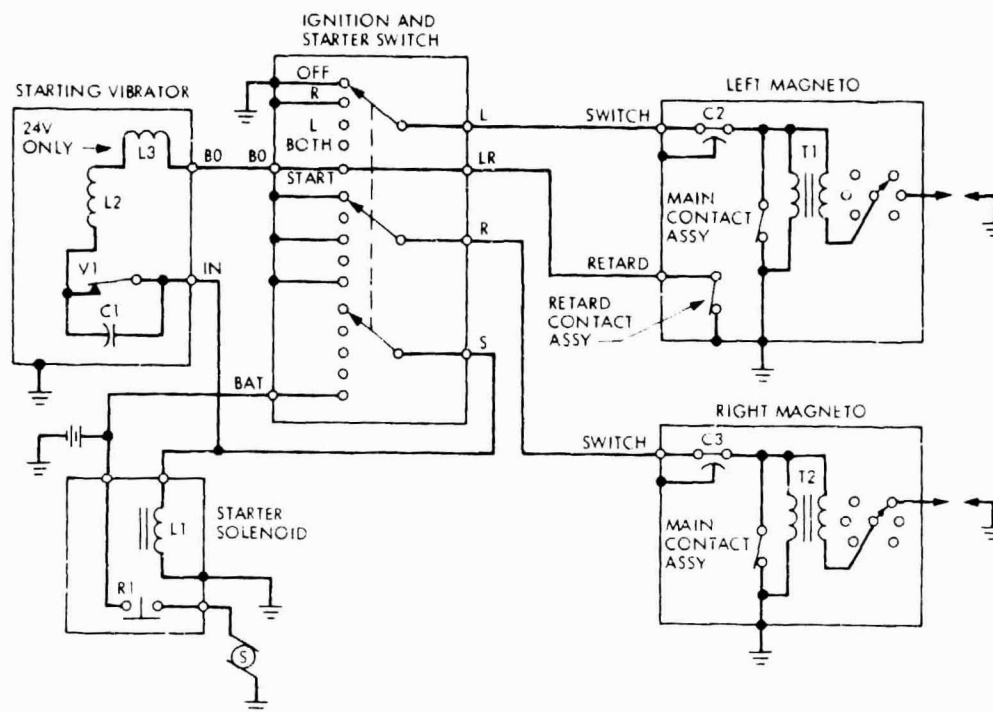 IGNITION AND
STARTER SWITCH
STARTING VIBRATOR
24V
ONLY
L3
L2
V1
C1
BO
IN
BO
OFF
R
L
BOTH
START
BAT
L
LR
R
S
LEFT MAGNETO
SWITCH
C2
T1
MAIN
CONTACT
ASSY
RETARD
RETARD
CONTACT
ASSY
RIGHT MAGNETO
SWITCH
C3
T2
MAIN
CONTACT
ASSY
STARTER
SOLENOID
L1
R1
S